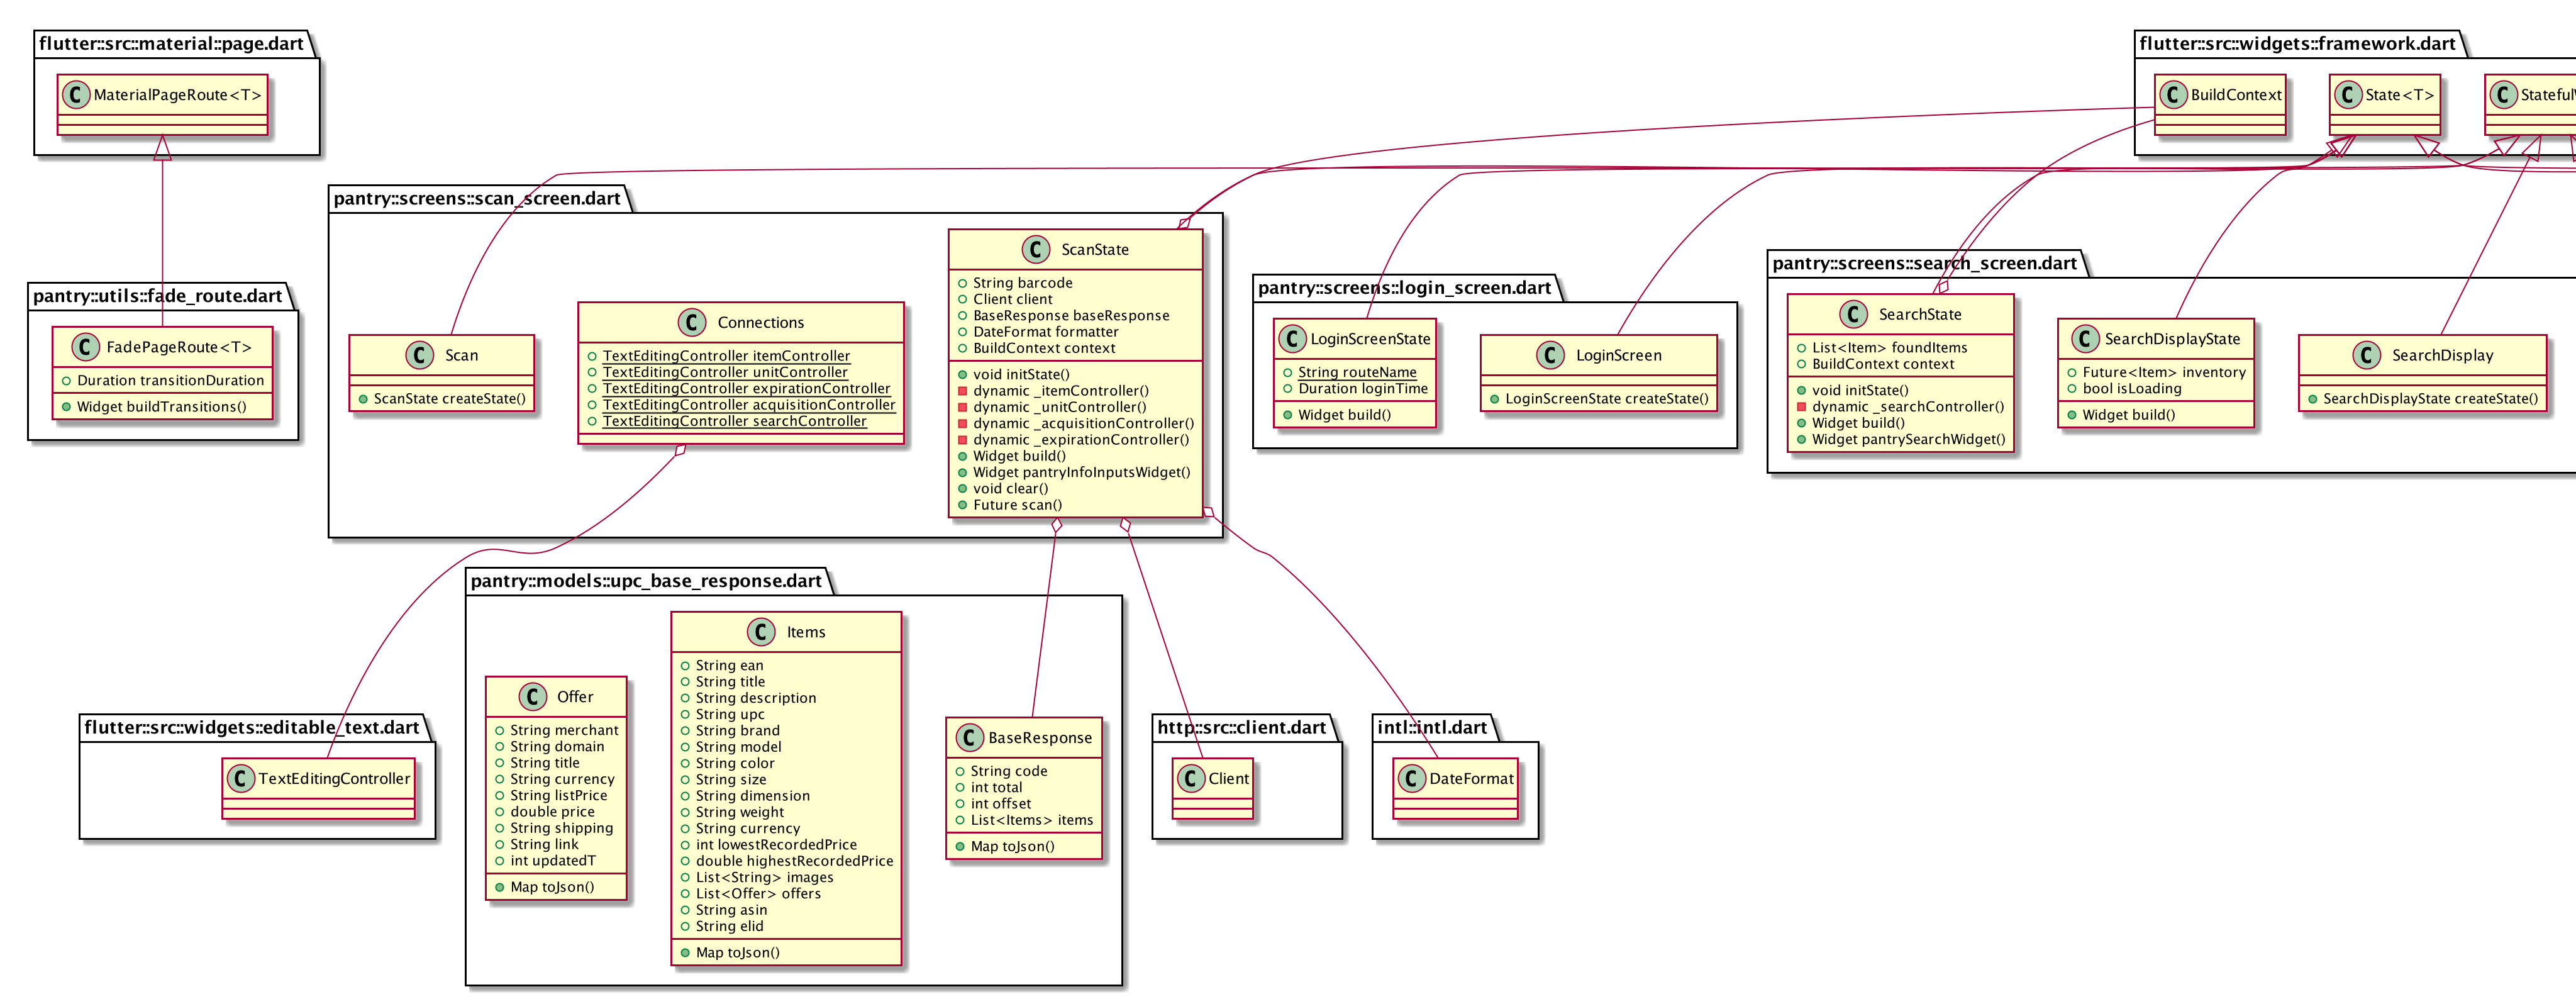 flutter::src::material::page.dart
C MaterialPageRoute<T>
flutter::src::widgets::framework.dart
C BuildContext
C State<T>
C Stateful
pantry::utils::fade_route.dart
C FadePageRoute<T>
Duration transitionDuration
Widget buildTransitions()
pantry::screens::scan_screen.dart
C Scan
ScanState createState()
C Connections
TextEditingController itemController
TextEditingController unitController
TextEditingController expirationController
TextEditingController acquisitionController
TextEditingController searchController
C ScanState
String barcode
Client client
BaseResponse baseResponse
DateFormat formatter
BuildContext context
void initState()
dynamic _itemController()
dynamic _unitController()
dynamic _acquisitionController()
dynamic _expirationController()
Widget build()
Widget pantryInfoInputsWidget()
void clear()
Future scan()
pantry::screens::login_screen.dart
C LoginScreenState
String routeName
Duration loginTime
Widget build()
C LoginScreen
LoginScreenState createState()
pantry::screens::search_screen.dart
C SearchState
List<Item> foundItems
BuildContext context
void initState()
dynamic _searchController()
Widget build()
Widget pantrySearchWidget()
C SearchDisplayState
Future<Item> inventory
bool isLoading
Widget build()
C SearchDisplay
SearchDisplayState createState()
flutter::src::widgets::editable_text.dart
C TextEditingController
pantry::models::upc_base_response.dart
C Offer
String merchant
String domain
String title
String currency
String listPrice
double price
String shipping
String link
int updatedT
Map toJson()
C Items
String ean
String title
String description
String upc
String brand
String model
String color
String size
String dimension
String weight
String currency
int lowestRecordedPrice
double highestRecordedPrice
List<String> images
List<Offer> offers
String asin
String elid
Map toJson()
C BaseResponse
String code
int total
int offset
List<Items> items
Map toJson()
http::src::client.dart
C Client
intl::intl.dart
C DateFormat